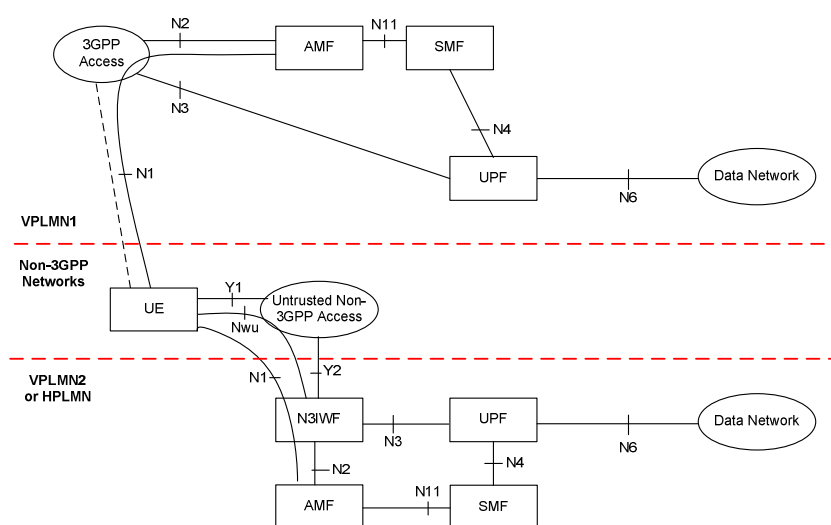 N2
N11
3GPP
Access
AMF
SMF
N3
N4
N1
UPF
Data Network
N6
VPLMN1
Non-3GPP
Networks
Y1
UE
Untrusted Non-
3GPP Access
Nwu
VPLMN2
or HPLMN
N1
Y2
N3IWF
UPF
Data Network
N3
N6
N2
N4
N11
AMF
SMF